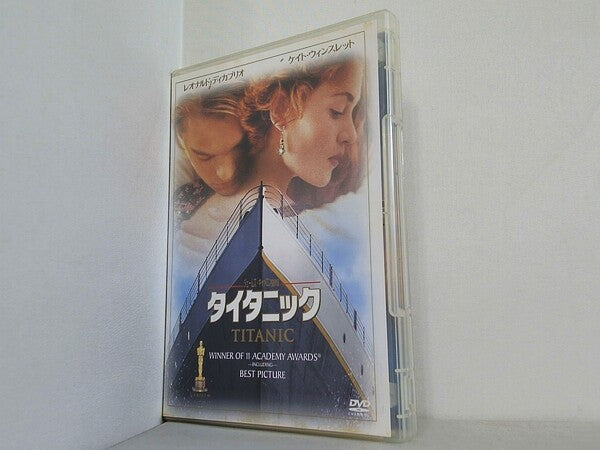 レオナルド・ディカプリオ
ケイト・ウィンスレット
タイタニック
TITANIC
WINNER OF 11 ACADEMY AWARDS®
—INCLUDING—
BEST PICTURE
DVD